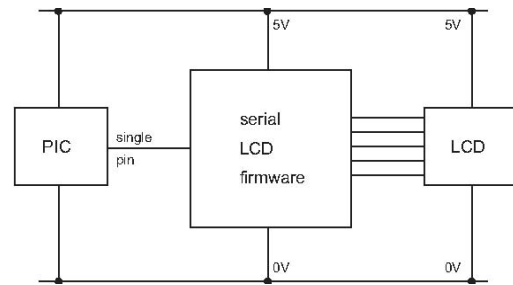 5V
5V
serial
single
PIC
LCD
LCD
pin
firmware
0V
0V